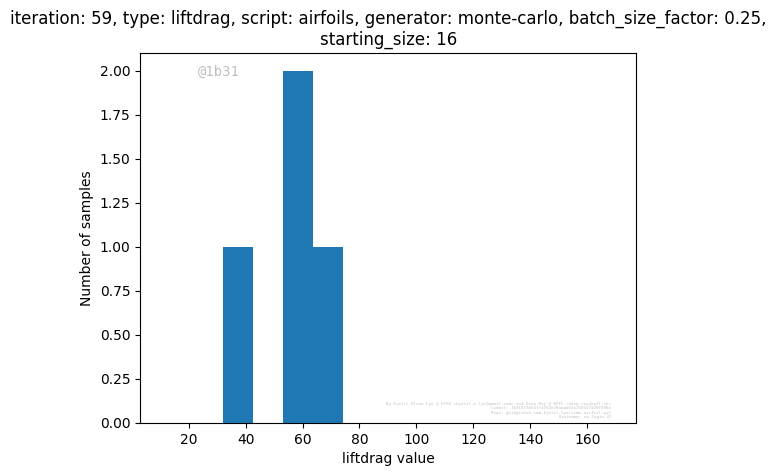 iteration: 59, type: liftdrag, script: airfoils, generator: monte-carlo, batch_size_factor: 0.25,
starting_size: 16
@1b31
2.00
1.75
1.50
1.25
1.00
0.75
0.50
0.25
0.00
Number of samples
20 40 60 80 100 120 140 160
liftdrag value